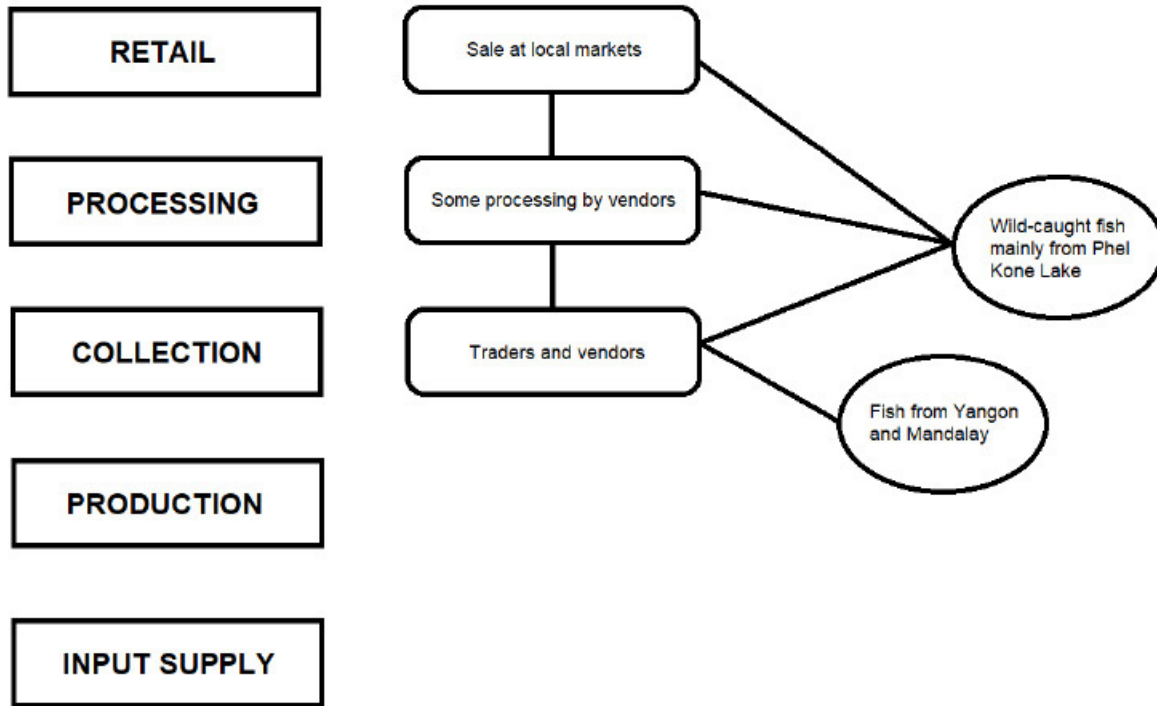 RETAIL
Sale at local markets
PROCESSING
Some processing by vendors
Wild-caught fish
mainly from Phel
Kone Lake
COLLECTION
Traders and vendors
Fish from Yangon
and Mandalay
PRODUCTION
INPUT SUPPLY